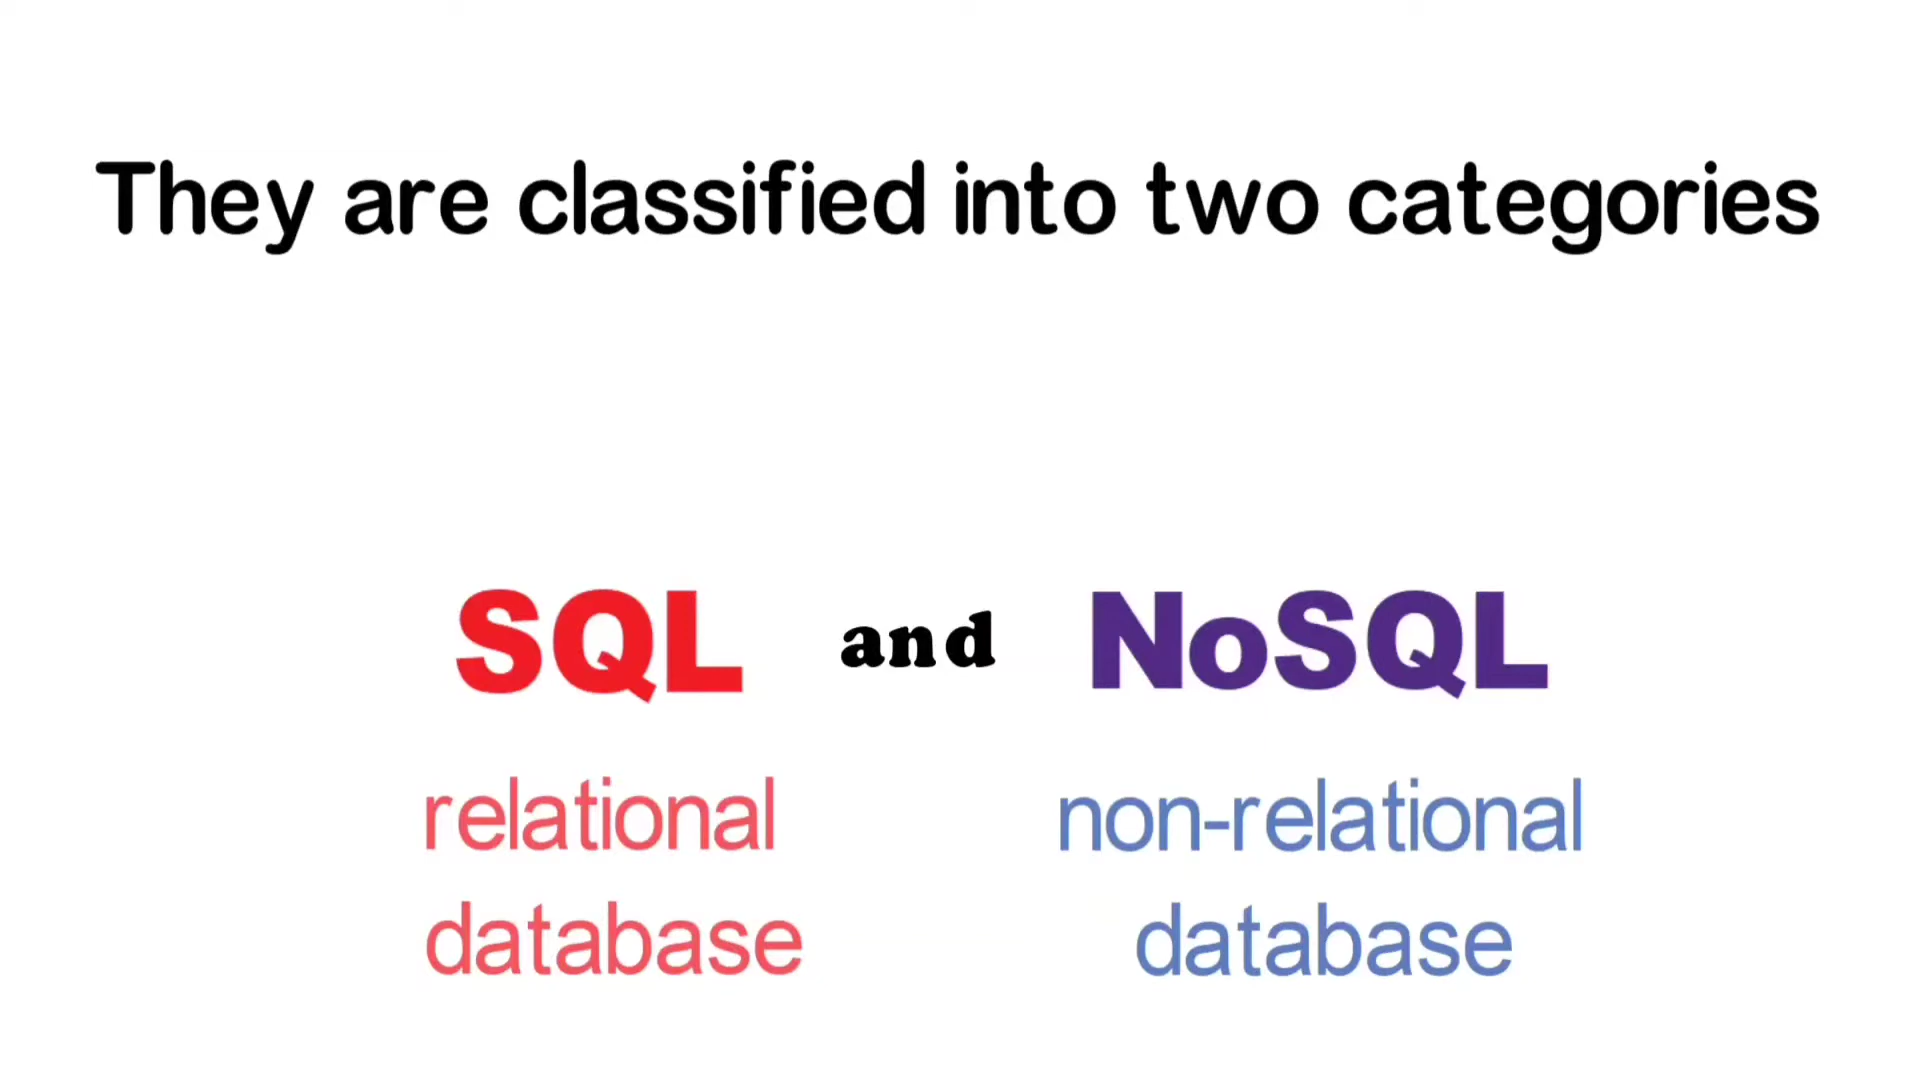 They are classified into two categories
SQL and NoSQL
relational non-relational
database database